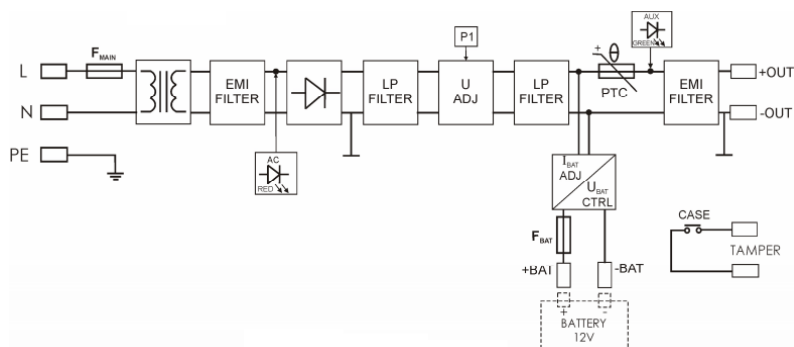 AUX
GREEN
P1
F MAIN
+ θ
L
EMI FILTER
LP FILTER
U ADJ
LP FILTER
PTC
EMI FILTER
+OUT
N
-OUT
PE
AC
RED
I BAT ADJ
U BAT CTRL
CASE
F BAT
TAMPER
+BAT
-BAT
+ -
BATTERY
12V